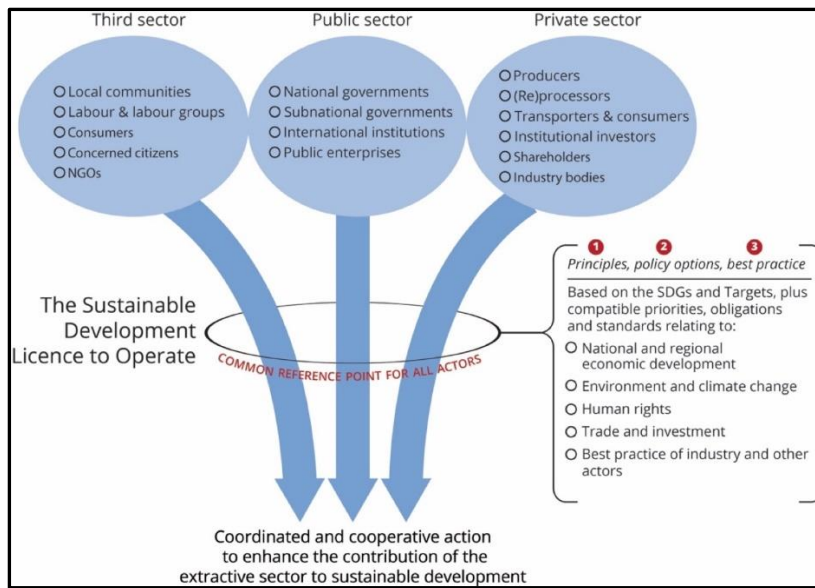 Third sector
Public sector
Private sector
Local communities
Labour & labour groups
Consumers
Concerned citizens
NGOs
National governments
Subnational governments
International institutions
Public enterprises
Producers
(Re)processors
Transporters & consumers
Institutional investors
Shareholders
Industry bodies
The Sustainable
Development
Licence to Operate
COMMON REFERENCE POINT FOR ALL ACTORS
1 2 3
Principles, policy options, best practice
Based on the SDGs and Targets, plus
compatible priorities, obligations
and standards relating to:
National and regional
economic development
Environment and climate change
Human rights
Trade and investment
Best practice of industry and other
actors
Coordinated and cooperative action
to enhance the contribution of the
extractive sector to sustainable development